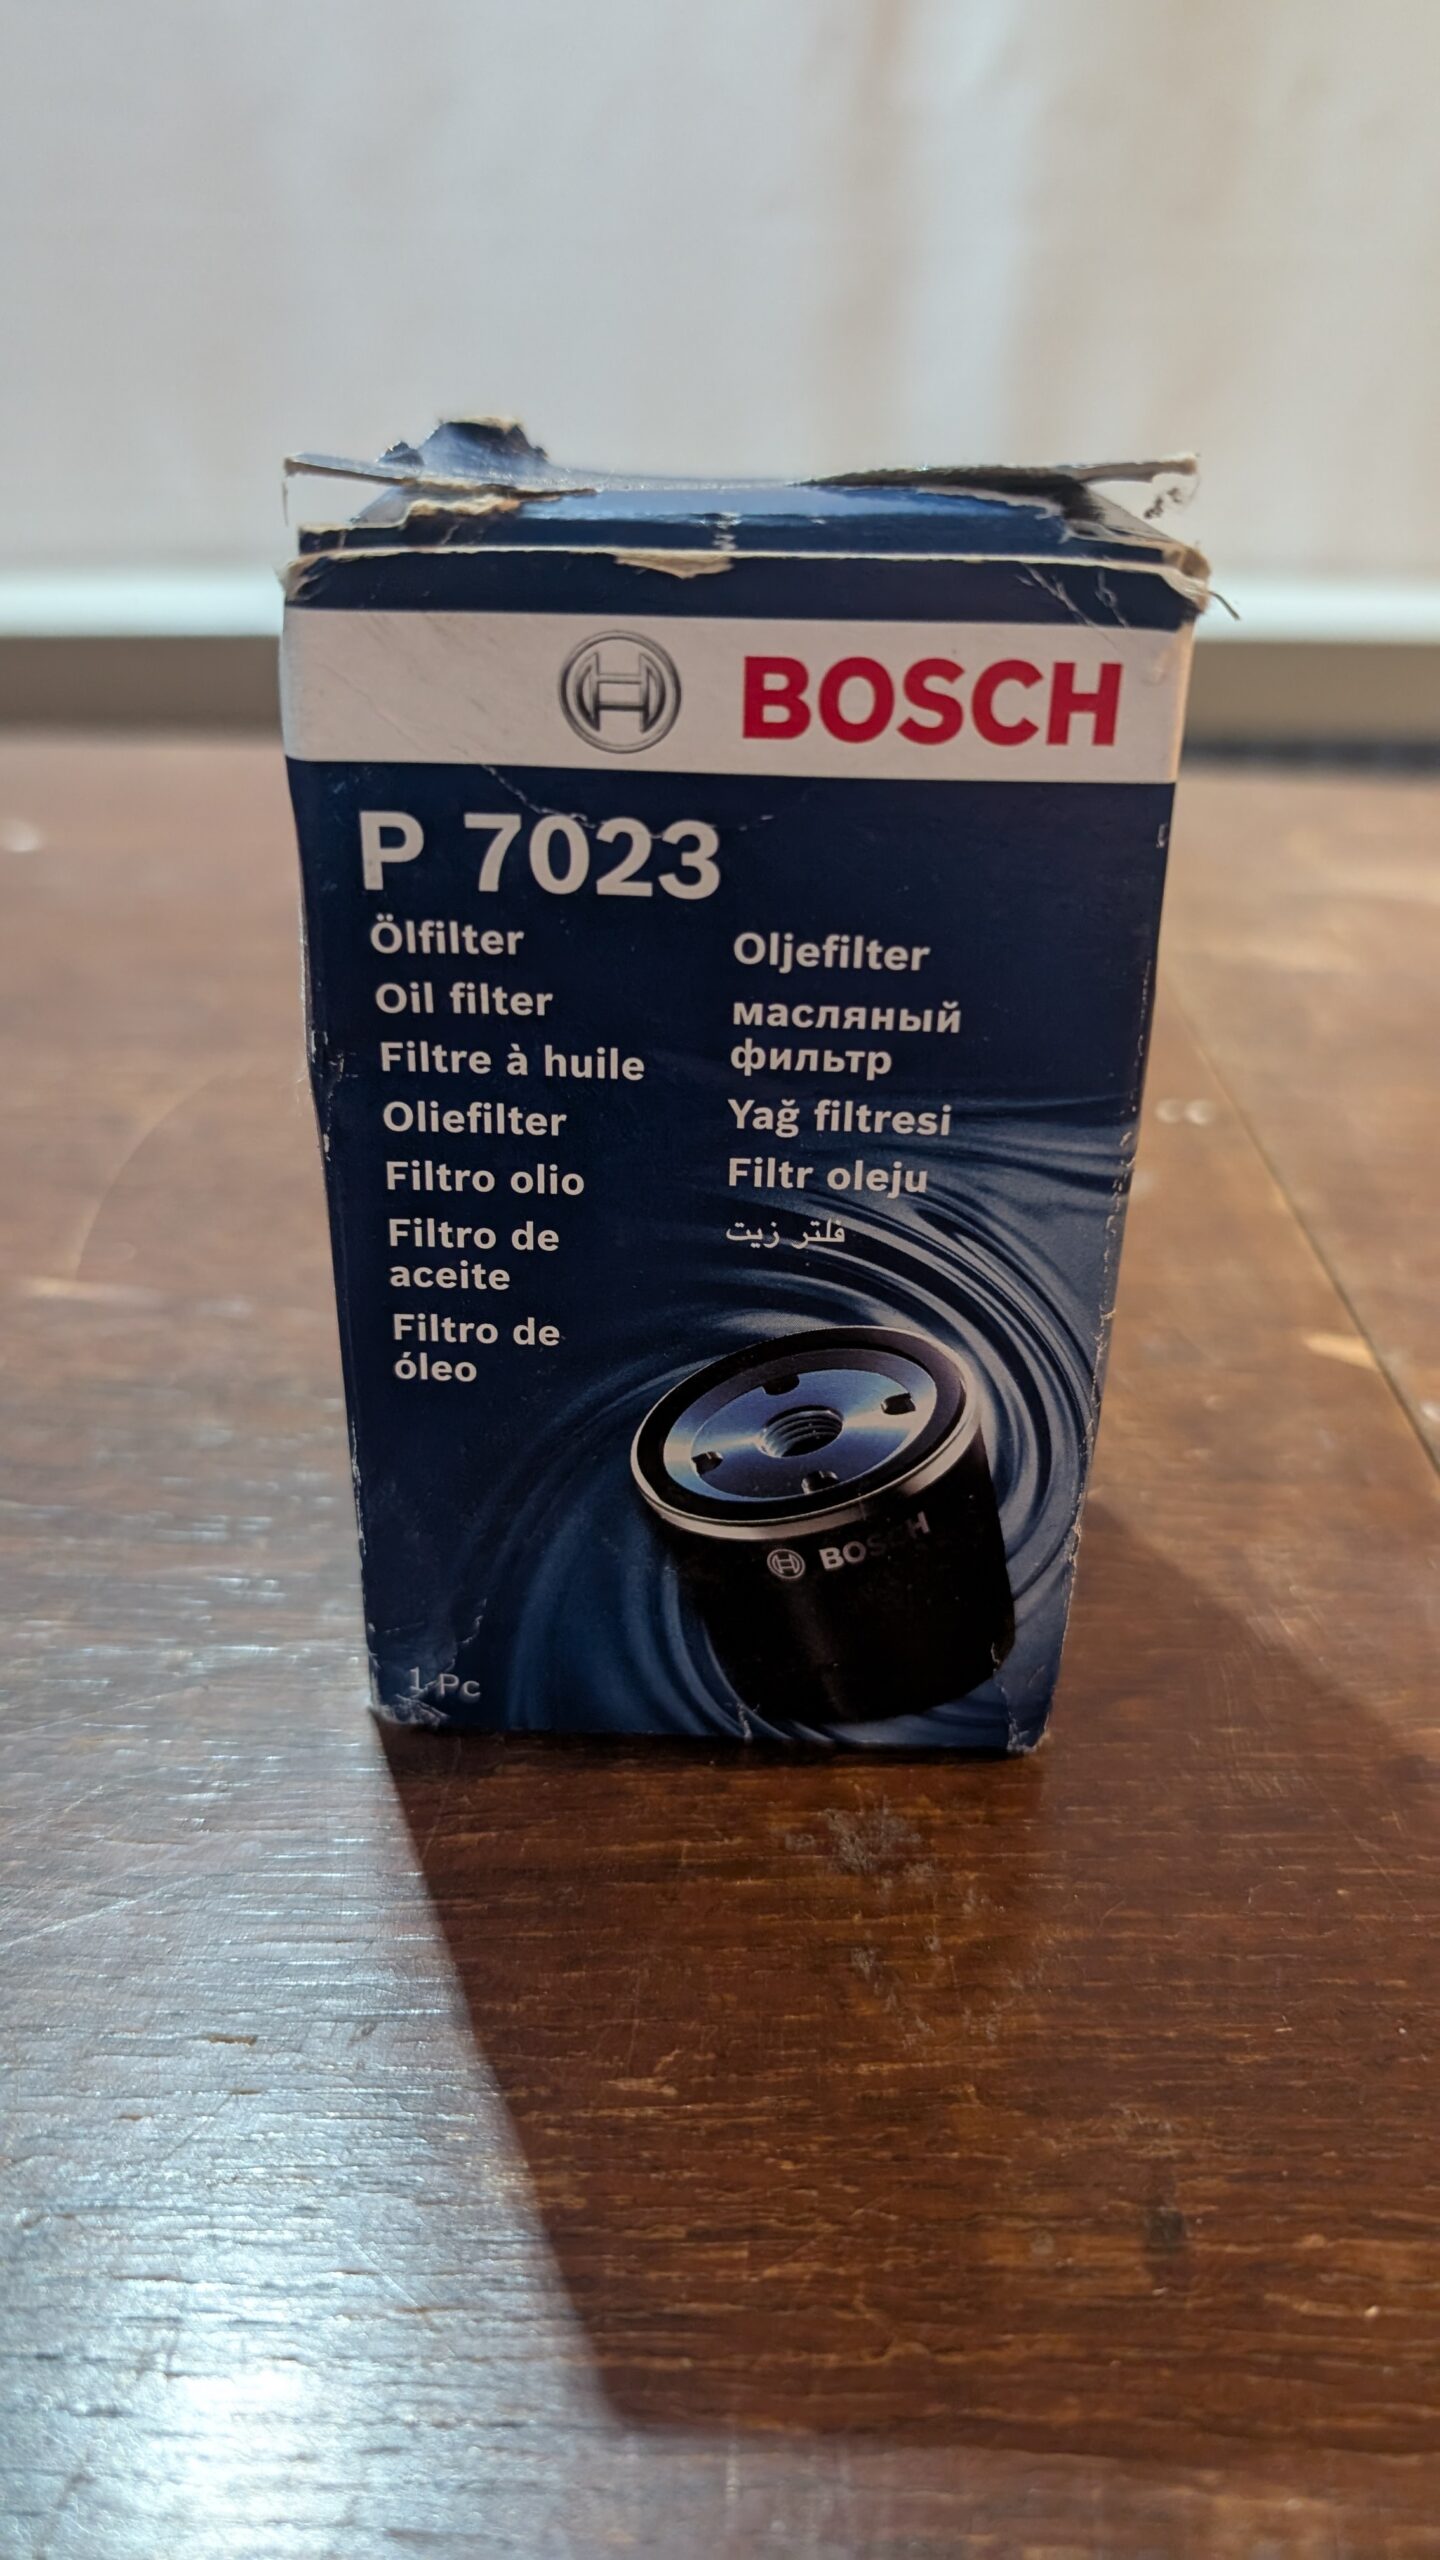 BOSCH
P 7023
Ölfilter
Oil filter
Filtre à huile
Oliefilter
Filtro olio
Filtro de
aceite
Filtro de
óleo
Oljefilter
масляный
фильтр
Yağ filtresi
Filtr oleju
فلتر زيت
BOSCH
1 Pc